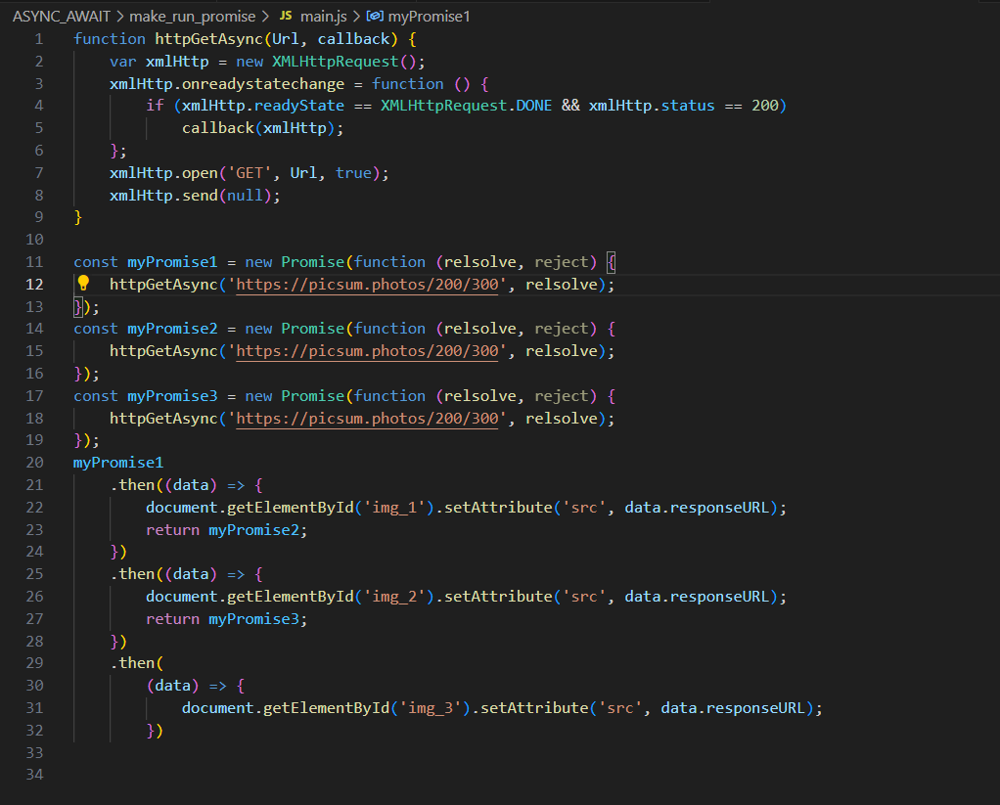 ASYNC_AWAIT > make_run_promise > JS main.js > myPromise1
1 function httpGetAsync(Url, callback) {
2 var xmlHttp = new XMLHttpRequest();
3 xmlHttp.onreadystatechange = function () {
4 if (xmlHttp.readyState == XMLHttpRequest.DONE && xmlHttp.status == 200)
5 callback(xmlHttp);
6 };
7 xmlHttp.open('GET', Url, true);
8 xmlHttp.send(null);
9 }
10
11 const myPromise1 = new Promise(function (relsolve, reject) {
12 httpGetAsync('https://picsum.photos/200/300', relsolve);
13 });
14 const myPromise2 = new Promise(function (relsolve, reject) {
15 httpGetAsync('https://picsum.photos/200/300', relsolve);
16 });
17 const myPromise3 = new Promise(function (relsolve, reject) {
18 httpGetAsync('https://picsum.photos/200/300', relsolve);
19 });
20 myPromise1
21 .then((data) => {
22 document.getElementById('img_1').setAttribute('src', data.responseURL);
23 return myPromise2;
24 })
25 .then((data) => {
26 document.getElementById('img_2').setAttribute('src', data.responseURL);
27 return myPromise3;
28 })
29 .then(
30 (data) => {
31 document.getElementById('img_3').setAttribute('src', data.responseURL);
32 })
33
34